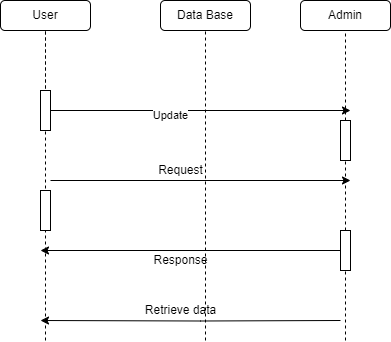 User
Data Base
Admin
Update
Request
Response
Retrieve data